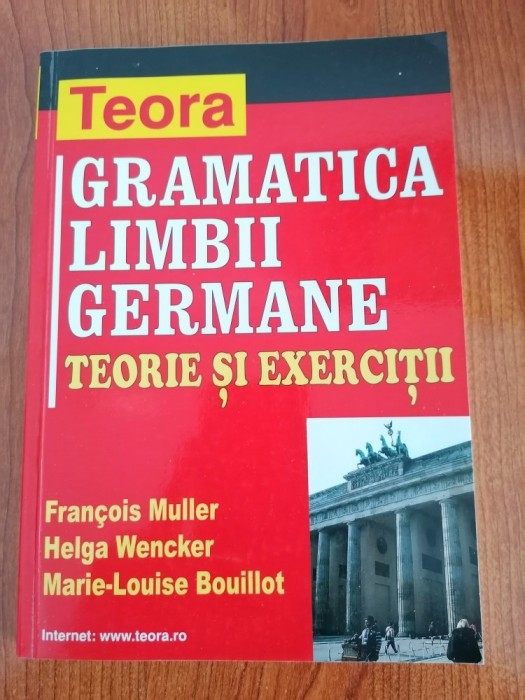 Teora
GRAMATICA
LIMBII
GERMANE
TEORIE ȘI EXERCIȚII
François Muller
Helga Wencker
Marie-Louise Bouillot
Internet: www.teora.ro